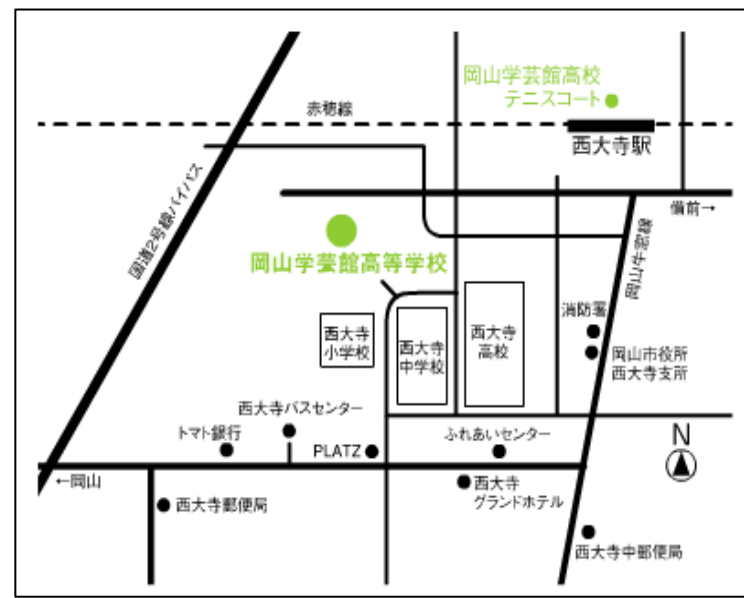 岡山学芸館高校
テニスコート
赤穂線
西大寺駅
国道2号線バイパス
備前→
岡山学芸館高等学校
岡山牛窓線
消防署
西大寺
小学校
西大寺
中学校
西大寺
高校
岡山市役所
西大寺支所
西大寺バスセンター
トマト銀行
PLATZ
ふれあいセンター
N
←岡山
西大寺郵便局
西大寺
グランドホテル
西大寺中郵便局